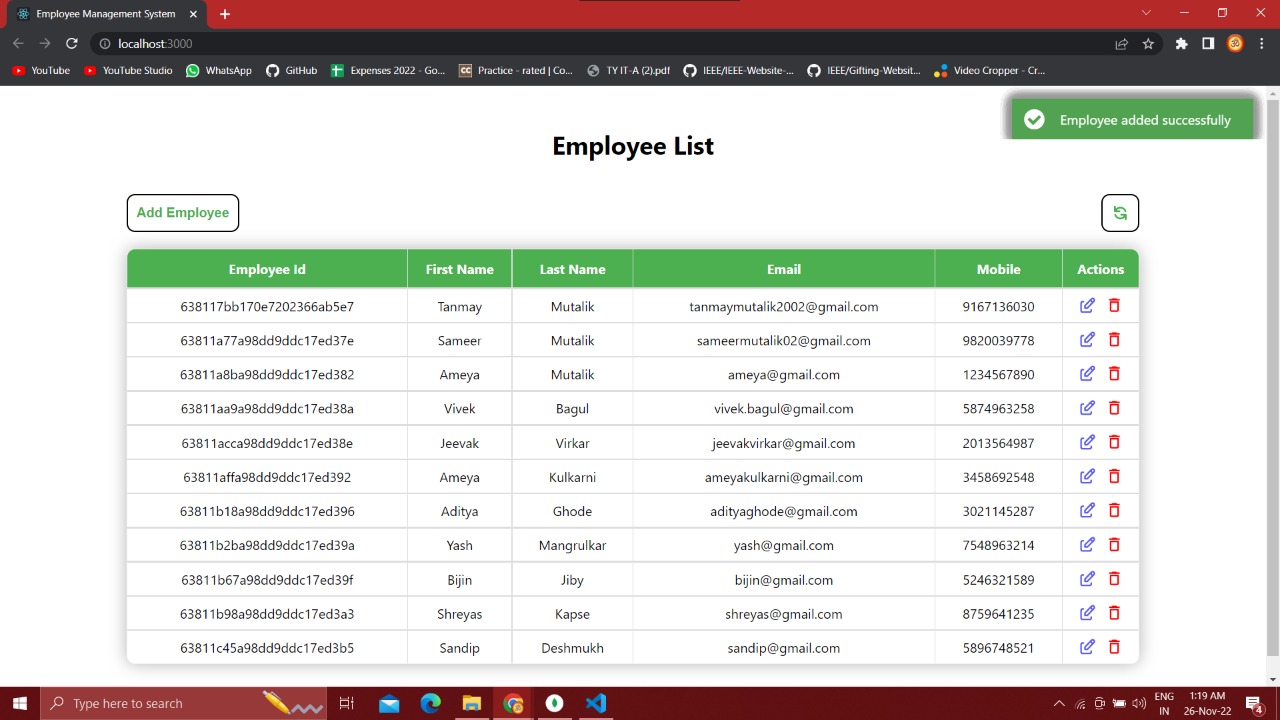 Employee Management System
localhost:3000
YouTube YouTube Studio WhatsApp GitHub Expenses 2022 - Go... CC Practice - rated | Co... TY IT-A (2).pdf IEEE/IEEE-Website-... IEEE/Gifting-Websit... Video Cropper - Cr...
Employee added successfully
Employee List
Add Employee
Employee Id First Name Last Name Email Mobile Actions
638117bb170e7202366ab5e7 Tanmay Mutalik tanmaymutalik2002@gmail.com 9167136030
63811a77a98dd9ddc17ed37e Sameer Mutalik sameermutalik02@gmail.com 9820039778
63811a8ba98dd9ddc17ed382 Ameya Mutalik ameya@gmail.com 1234567890
63811aa9a98dd9ddc17ed38a Vivek Bagul vivek.bagul@gmail.com 5874963258
63811acca98dd9ddc17ed38e Jeevak Virkar jeevakvirkar@gmail.com 2013564987
63811affa98dd9ddc17ed392 Ameya Kulkarni ameyakulkarni@gmail.com 3458692548
63811b18a98dd9ddc17ed396 Aditya Ghode adityaghode@gmail.com 3021145287
63811b2ba98dd9ddc17ed39a Yash Mangrulkar yash@gmail.com 7548963214
63811b67a98dd9ddc17ed39f Bijin Jiby bijin@gmail.com 5246321589
63811b98a98dd9ddc17ed3a3 Shreyas Kapse shreyas@gmail.com 8759641235
63811c45a98dd9ddc17ed3b5 Sandip Deshmukh sandip@gmail.com 5896748521
Type here to search
ENG
IN
1:19 AM
26-Nov-22
4